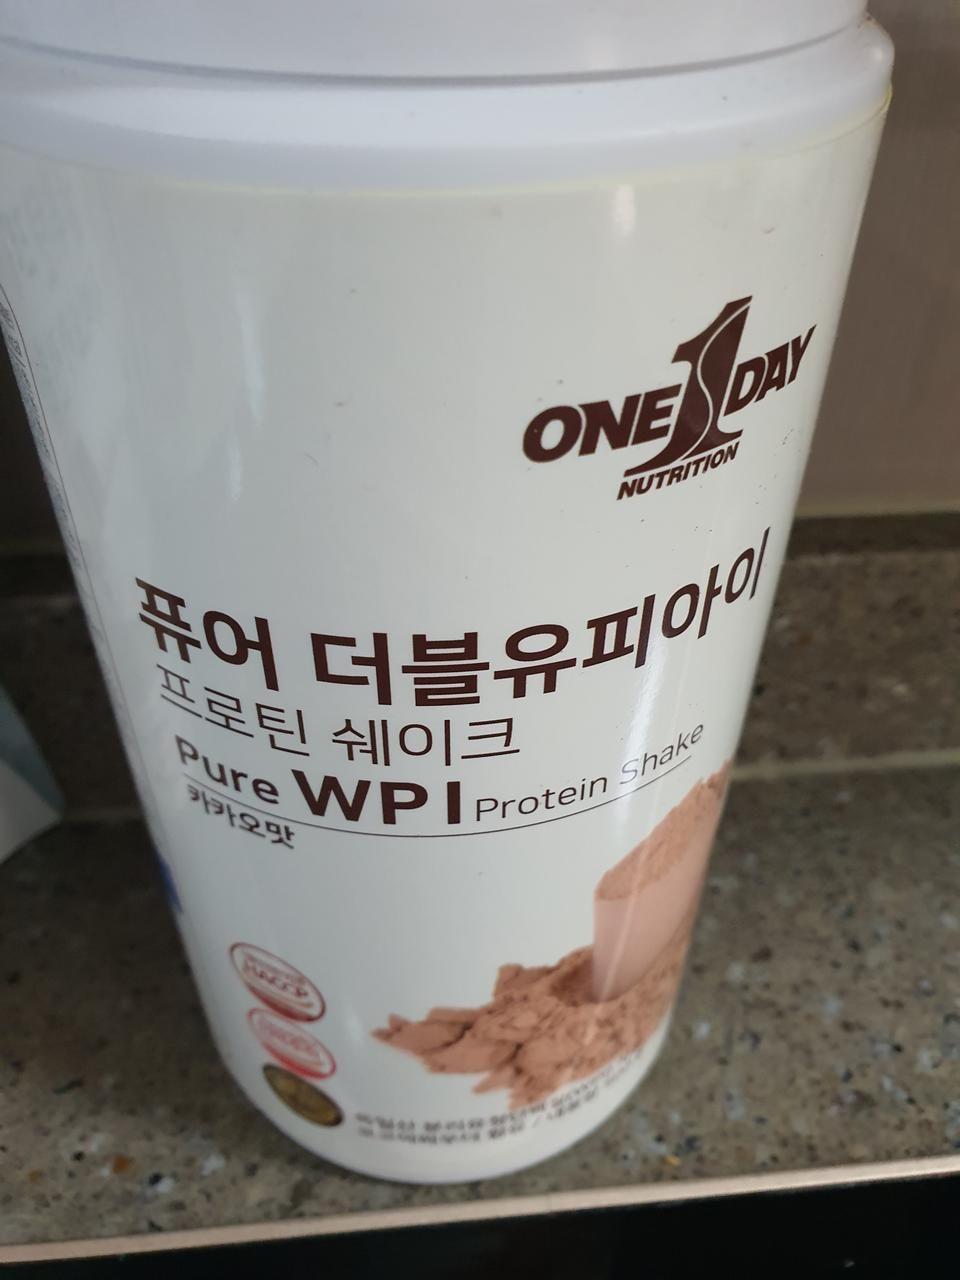 ONE 1 DAY
NUTRITION
퓨어 더블유피아이
프로틴 쉐이크
Pure WPI Protein Shake
카카오맛
HACCP